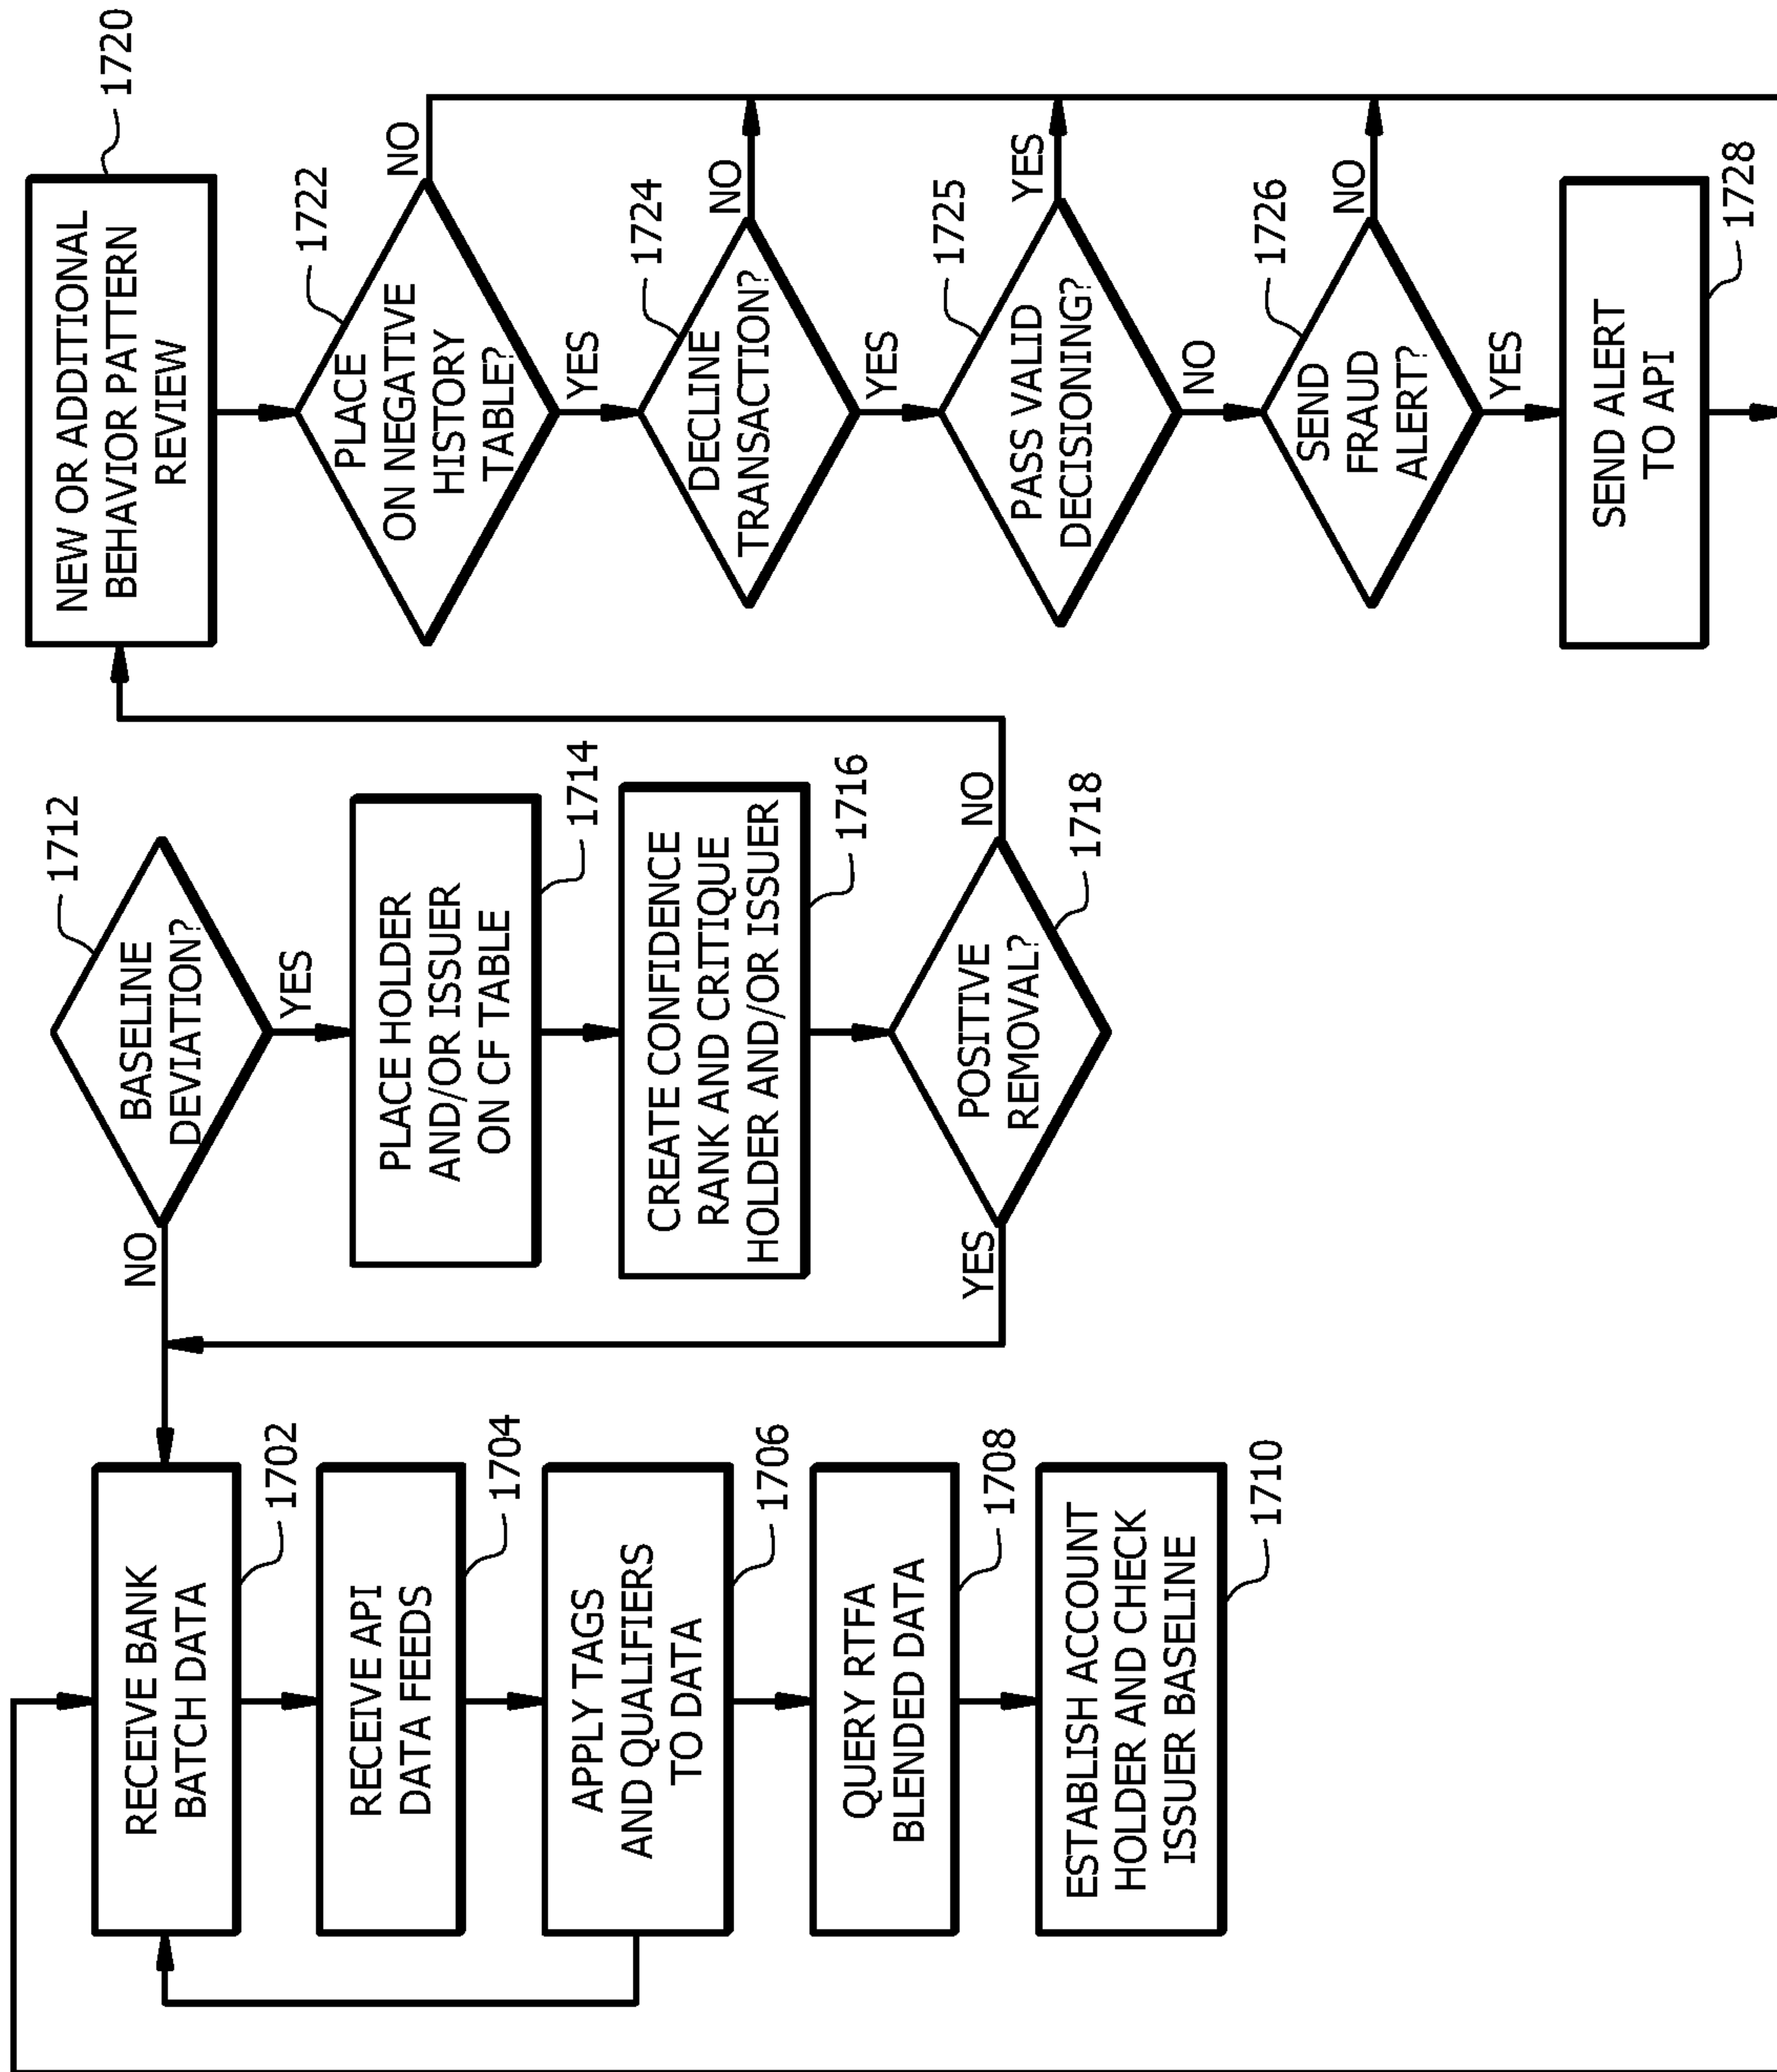 RECEIVE BANK
BATCH DATA
1702
RECEIVE API
DATA FEEDS
1704
APPLY TAGS
AND QUALIFIERS
TO DATA
1706
QUERY RTFA
BLENDED DATA
1708
ESTABLISH ACCOUNT
HOLDER AND CHECK
ISSUER BASELINE
1710
BASELINE
DEVIATION?
1712
NO
YES
PLACE HOLDER
AND/OR ISSUER
ON CF TABLE
1714
CREATE CONFIDENCE
RANK AND CRITIQUE
HOLDER AND/OR ISSUER
1716
POSITIVE
REMOVAL?
1718
YES
NO
NEW OR ADDITIONAL
BEHAVIOR PATTERN
REVIEW
1720
PLACE
ON NEGATIVE
HISTORY
TABLE?
1722
NO
YES
DECLINE
TRANSACTION?
1724
NO
YES
PASS VALID
DECISIONING?
1725
YES
NO
SEND
FRAUD
ALERT?
1726
NO
YES
SEND ALERT
TO API
1728